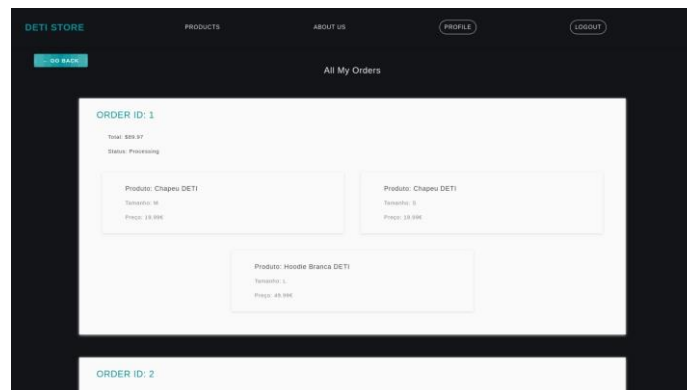 DETI STORE
PRODUCTS
ABOUT US
PROFILE
LOGOUT
← GO BACK
All My Orders
ORDER ID: 1
Total: $89.97
Status: Processing
Produto: Chapeu DETI
Tamanho: M
Preço: 19.99€
Produto: Chapeu DETI
Tamanho: S
Preço: 19.99€
Produto: Hoodie Branca DETI
Tamanho: L
Preço: 49.99€
ORDER ID: 2